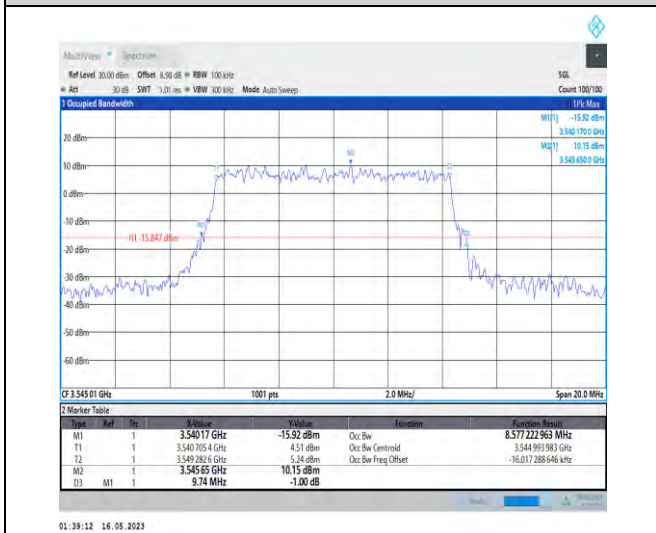 MultiView Spectrum
Ref Level 30.00 dBm Offset 8.98 dB RBW 100 kHz SGL
Att 30 dB SWT 1.01 ms VBW 300 kHz Mode Auto Sweep Count 100/100
1 Occupied Bandwidth 1Pk Max
M1[1] -15.92 dBm
3.540 170 0 GHz
20 dBm
M2[1] 10.15 dBm
3.545 650 0 GHz
M2
10 dBm
0 dBm
-10 dBm
H1 -15.847 dBm
-20 dBm
-30 dBm
-40 dBm
-50 dBm
-60 dBm
CF 3.545 01 GHz 1001 pts 2.0 MHz/ Span 20.0 MHz
2 Marker Table
Type Ref Trc X-Value Y-Value Function Function Result
M1 1 3.54017 GHz -15.92 dBm Occ Bw 8.577 222 963 MHz
T1 1 3.540 705 4 GHz 4.51 dBm Occ Bw Centroid 3.544 993 983 GHz
T2 1 3.549 282 6 GHz 5.24 dBm Occ Bw Freq Offset -16.017 288 646 kHz
M2 1 3.545 65 GHz 10.15 dBm
D3 M1 1 9.74 MHz -1.00 dB
01:39:12 16.05.2023